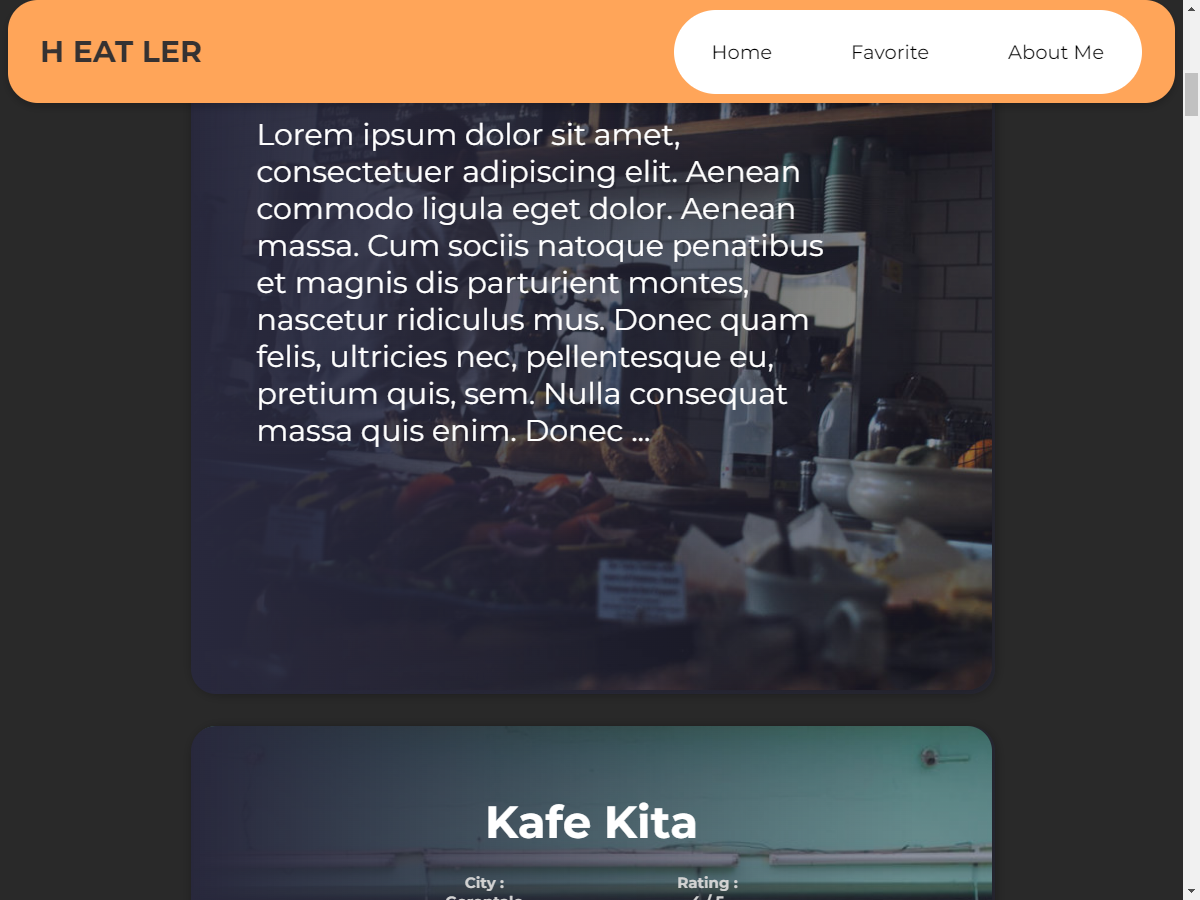 H EAT LER
Home
Favorite
About Me
Lorem ipsum dolor sit amet,
consectetuer adipiscing elit. Aenean
commodo ligula eget dolor. Aenean
massa. Cum sociis natoque penatibus
et magnis dis parturient montes,
nascetur ridiculus mus. Donec quam
felis, ultricies nec, pellentesque eu,
pretium quis, sem. Nulla consequat
massa quis enim. Donec ...
Kafe Kita
City :
Rating :